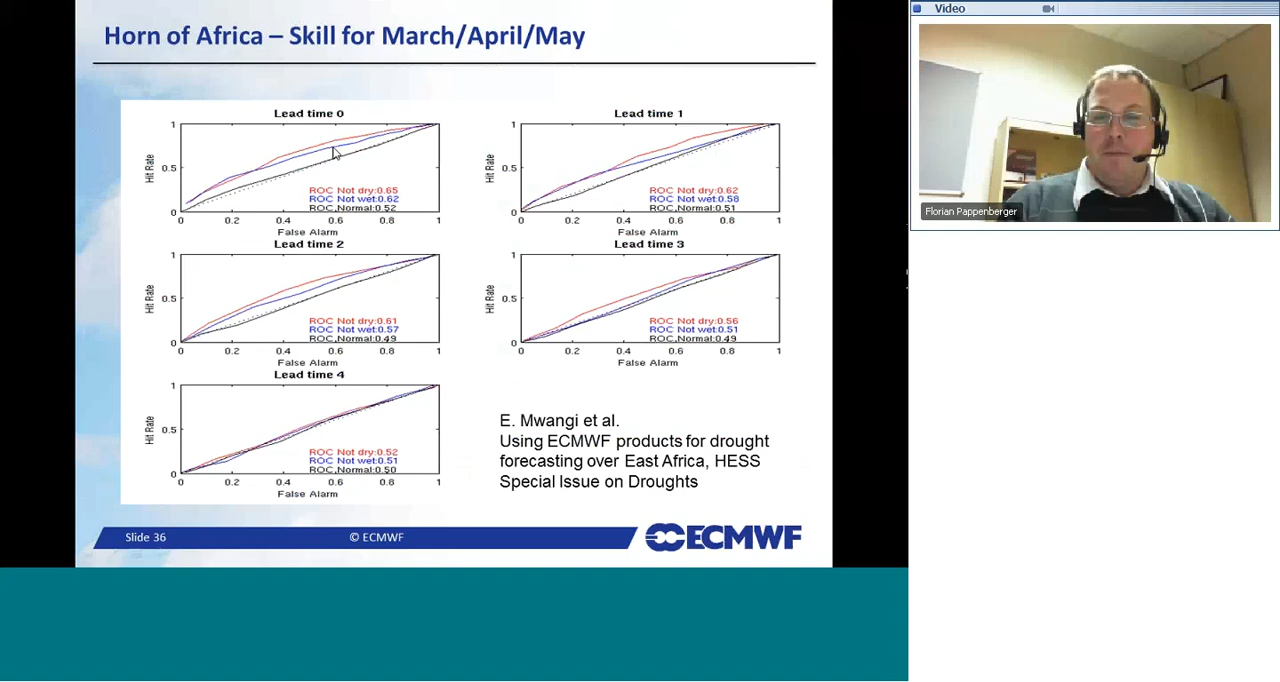 Horn of Africa – Skill for March/April/May
Lead time 0
1
0.5
0
Hit Rate
ROC Not dry:0.65
ROC Not wet:0.62
ROC,Normal:0.52
0 0.2 0.4 0.6 0.8 1
False Alarm
Lead time 1
1
0.5
0
Hit Rate
ROC Not dry:0.62
ROC Not wet:0.58
ROC,Normal:0.51
0 0.2 0.4 0.6 0.8 1
False Alarm
Lead time 2
1
0.5
0
Hit Rate
ROC Not dry:0.61
ROC Not wet:0.57
ROC,Normal:0.49
0 0.2 0.4 0.6 0.8 1
False Alarm
Lead time 3
1
0.5
0
Hit Rate
ROC Not dry:0.56
ROC Not wet:0.51
ROC,Normal:0.49
0 0.2 0.4 0.6 0.8 1
False Alarm
Lead time 4
1
0.5
0
Hit Rate
ROC Not dry:0.52
ROC Not wet:0.51
ROC,Normal:0.50
0 0.2 0.4 0.6 0.8 1
False Alarm
E. Mwangi et al.
Using ECMWF products for drought
forecasting over East Africa, HESS
Special Issue on Droughts
Slide 36
© ECMWF
ECMWF
Video
Florian Pappenberger